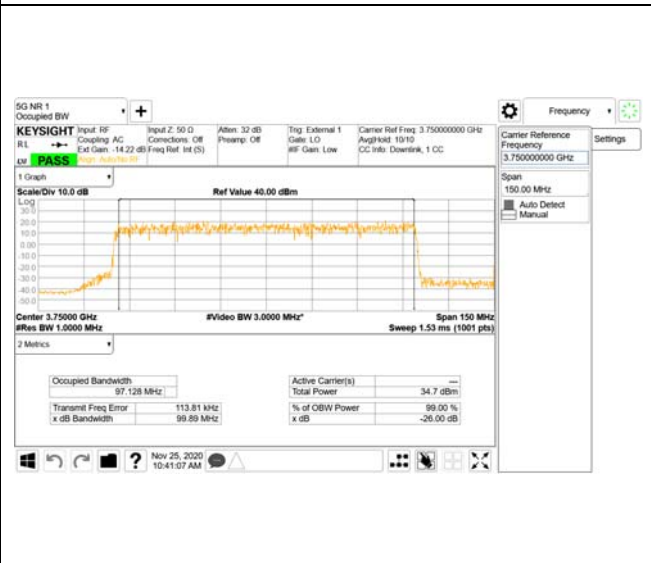 5G NR 1
Occupied BW
+
Frequency
KEYSIGHT
RL
PASS
Input: RF
Coupling: AC
Ext Gain: -14.22 dB
Align: Auto/No RF
Input Z: 50 Ω
Corrections: Off
Freq Ref: Int (S)
Atten: 32 dB
Preamp: Off
Trig: External 1
Gate: LO
#IF Gain: Low
Carrier Ref Freq: 3.750000000 GHz
Avg|Hold: 10/10
CC Info: Downlink, 1 CC
Carrier Reference
Frequency
3.750000000 GHz
Settings
Span
150.00 MHz
Auto Detect
Manual
1 Graph
Scale/Div 10.0 dB
Ref Value 40.00 dBm
Log
30.0
20.0
10.0
0.00
-10.0
-20.0
-30.0
-40.0
-50.0
Center 3.75000 GHz
#Video BW 3.0000 MHz*
Span 150 MHz
#Res BW 1.0000 MHz
Sweep 1.53 ms (1001 pts)
2 Metrics
Occupied Bandwidth
97.128 MHz
Active Carrier(s)
---
Total Power
34.7 dBm
Transmit Freq Error
113.81 kHz
% of OBW Power
99.00 %
x dB Bandwidth
99.89 MHz
x dB
-26.00 dB
?
Nov 25, 2020
10:41:07 AM